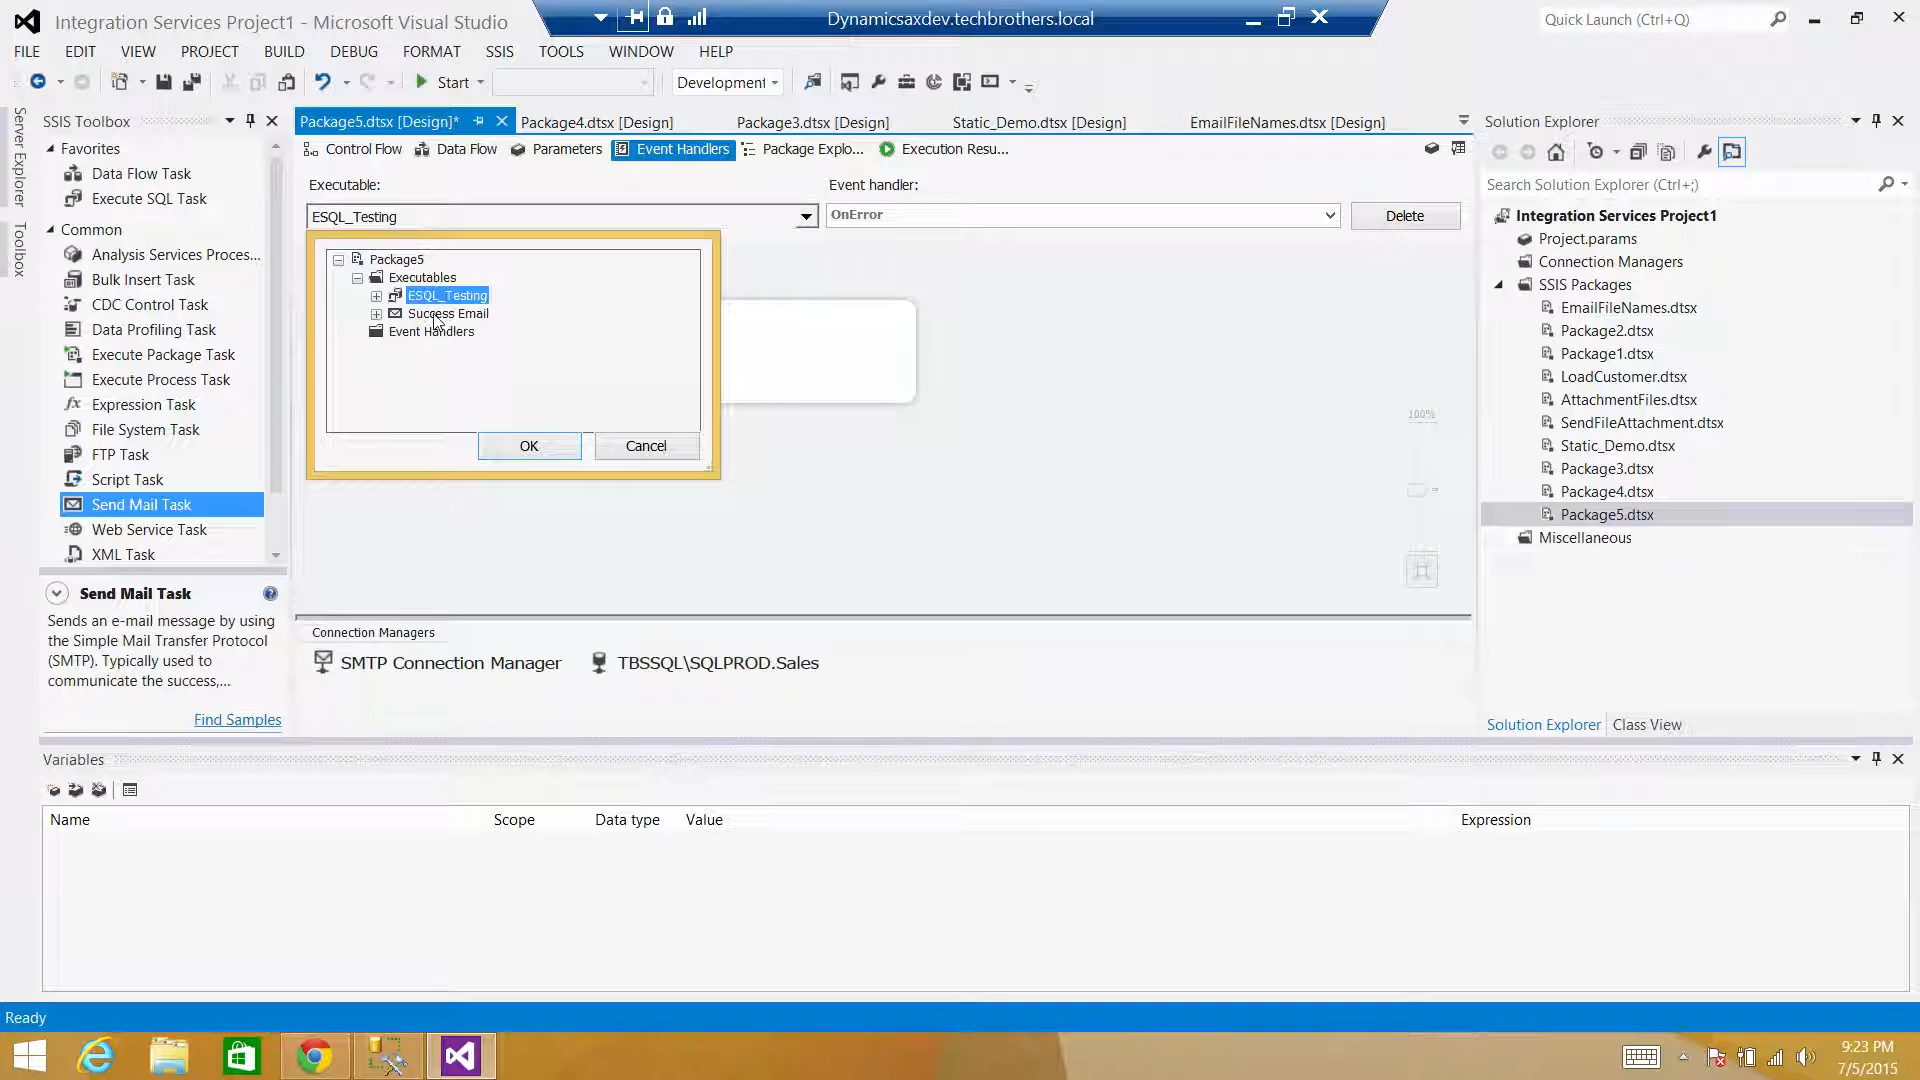 Integration Services Project1 - Microsoft Visual Studio
Dynamicsaxdev.techbrothers.local
Quick Launch (Ctrl+Q)
FILE EDIT VIEW PROJECT BUILD DEBUG FORMAT SSIS TOOLS WINDOW HELP
Start
Development
Server Explorer
Toolbox
SSIS Toolbox
Favorites
Data Flow Task
Execute SQL Task
Common
Analysis Services Proces...
Bulk Insert Task
CDC Control Task
Data Profiling Task
Execute Package Task
Execute Process Task
Expression Task
File System Task
FTP Task
Script Task
Send Mail Task
Web Service Task
XML Task
Send Mail Task
Sends an e-mail message by using
the Simple Mail Transfer Protocol
(SMTP). Typically used to
communicate the success,...
Find Samples
Package5.dtsx [Design]* Package4.dtsx [Design] Package3.dtsx [Design] Static_Demo.dtsx [Design] EmailFileNames.dtsx [Design]
Control Flow Data Flow Parameters Event Handlers Package Explo... Execution Resu...
Executable: Event handler:
ESQL_Testing OnError Delete
Package5
Executables
ESQL_Testing
Success Email
Event Handlers
OK Cancel
100%
Connection Managers
SMTP Connection Manager TBSSQL\SQLPROD.Sales
Solution Explorer
Search Solution Explorer (Ctrl+;)
Integration Services Project1
Project.params
Connection Managers
SSIS Packages
EmailFileNames.dtsx
Package2.dtsx
Package1.dtsx
LoadCustomer.dtsx
AttachmentFiles.dtsx
SendFileAttachment.dtsx
Static_Demo.dtsx
Package3.dtsx
Package4.dtsx
Package5.dtsx
Miscellaneous
Solution Explorer Class View
Variables
Name Scope Data type Value Expression
Ready
9:23 PM
7/5/2015